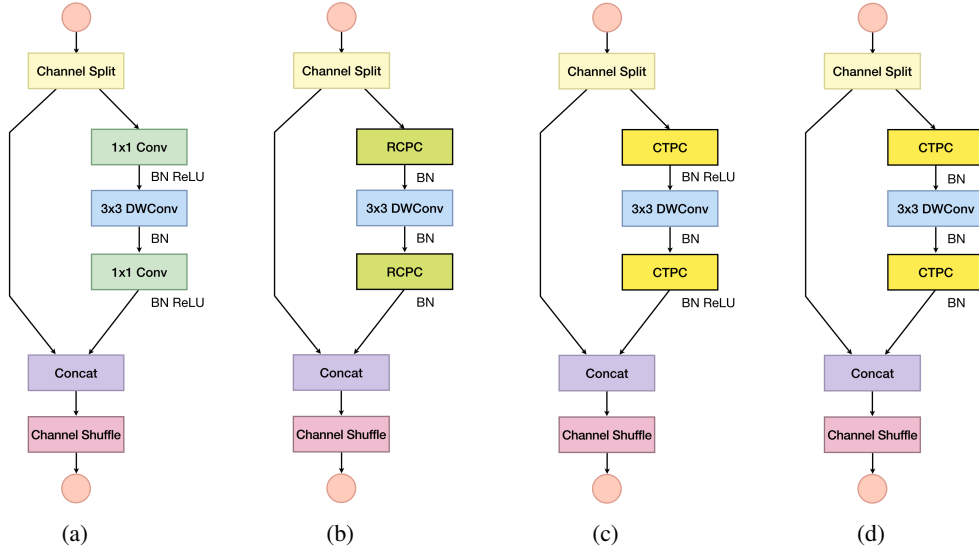 Channel Split
1x1 Conv
BN ReLU
3x3 DWConv
BN
1x1 Conv
BN ReLU
Concat
Channel Shuffle
(a)
Channel Split
RCPC
BN
3x3 DWConv
BN
RCPC
BN
Concat
Channel Shuffle
(b)
Channel Split
CTPC
BN ReLU
3x3 DWConv
BN
CTPC
BN ReLU
Concat
Channel Shuffle
(c)
Channel Split
CTPC
BN
3x3 DWConv
BN
CTPC
BN
Concat
Channel Shuffle
(d)